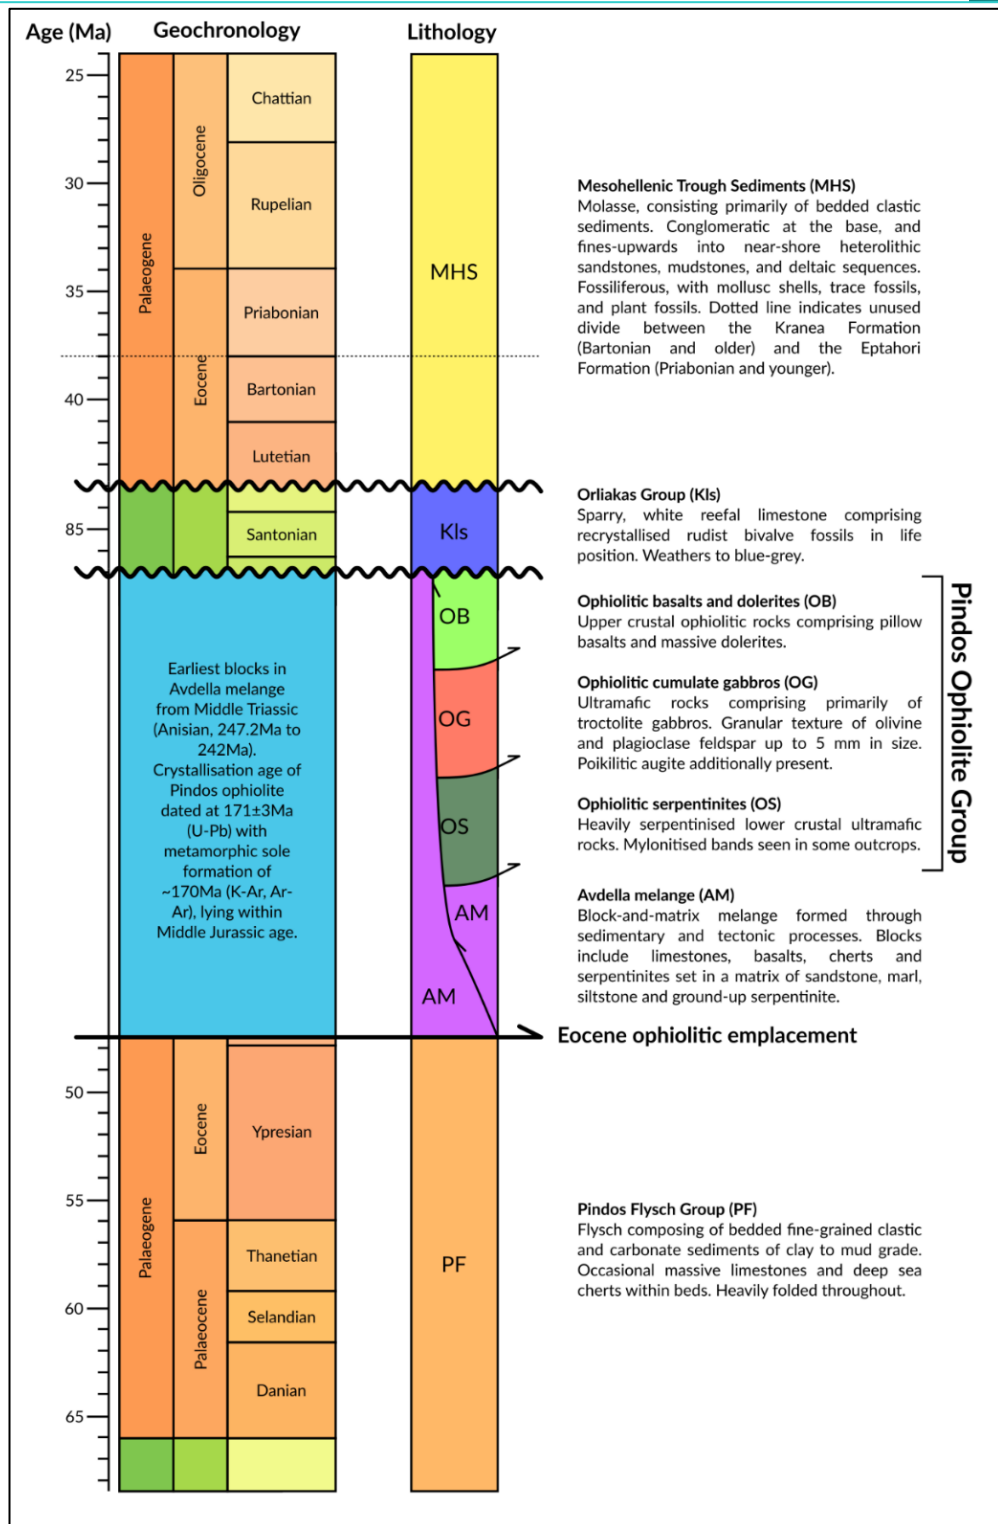 Age (Ma)
Geochronology
Lithology
25
30
35
40
85
50
55
60
65
Palaeogene
Oligocene
Eocene
Chattian
Rupelian
Priabonian
Bartonian
Lutetian
Santonian
MHS
Kls
OB
OG
OS
AM
AM
Mesohellenic Trough Sediments (MHS)
Molasse, consisting primarily of bedded clastic
sediments. Conglomeratic at the base, and
fines-upwards into near-shore heterolithic
sandstones, mudstones, and deltaic sequences.
Fossiliferous, with mollusc shells, trace fossils,
and plant fossils. Dotted line indicates unused
divide between the Kranea Formation
(Bartonian and older) and the Eptahori
Formation (Priabonian and younger).
Orliakas Group (Kls)
Sparry, white reefal limestone comprising
recrystallised rudist bivalve fossils in life
position. Weathers to blue-grey.
Earliest blocks in
Avdella melange
from Middle Triassic
(Anisian, 247.2Ma to
242Ma).
Crystallisation age of
Pindos ophiolite
dated at 171±3Ma
(U-Pb) with
metamorphic sole
formation of
~170Ma (K-Ar, Ar-
Ar), lying within
Middle Jurassic age.
Ophiolitic basalts and dolerites (OB)
Upper crustal ophiolitic rocks comprising pillow
basalts and massive dolerites.
Ophiolitic cumulate gabbros (OG)
Ultramafic rocks comprising primarily of
troctolite gabbros. Granular texture of olivine
and plagioclase feldspar up to 5 mm in size.
Poikilitic augite additionally present.
Ophiolitic serpentinites (OS)
Heavily serpentinised lower crustal ultramafic
rocks. Mylonitised bands seen in some outcrops.
Pindos Ophiolite Group
Avdella melange (AM)
Block-and-matrix melange formed through
sedimentary and tectonic processes. Blocks
include limestones, basalts, cherts and
serpentinites set in a matrix of sandstone, marl,
siltstone and ground-up serpentinite.
Eocene ophiolitic emplacement
Palaeogene
Eocene
Palaeocene
Ypresian
Thanetian
Selandian
Danian
PF
Pindos Flysch Group (PF)
Flysch composing of bedded fine-grained clastic
and carbonate sediments of clay to mud grade.
Occasional massive limestones and deep sea
cherts within beds. Heavily folded throughout.